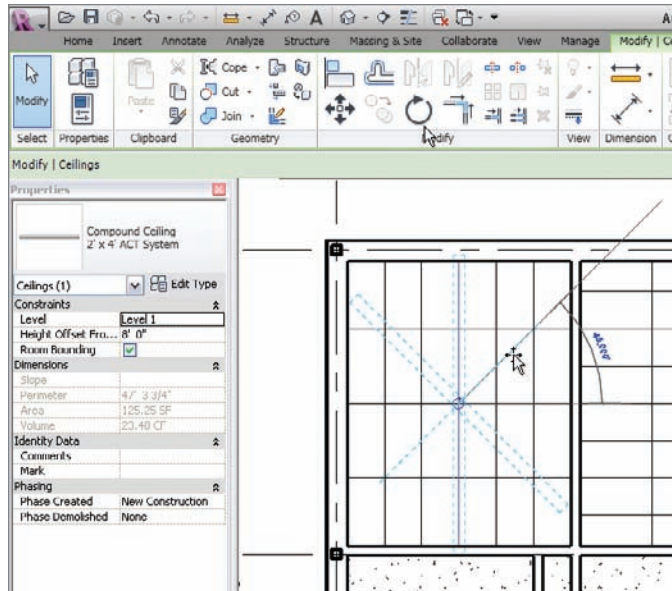 Home Insert Annotate Analyze Structure Massing & Site Collaborate View Manage Modify |
Modify
Paste
Cope
Cut
Join
Select Properties Clipboard Geometry Modify View Dimension
Modify | Ceilings
Properties
Compound Ceiling
2' x 4' ACT System
Ceilings (1) Edit Type
Constraints
Level Level 1
Height Offset Fro... 8' 0"
Room Bounding
Dimensions
Slope
Perimeter 47' 3 3/4"
Area 125.25 SF
Volume 23.48 CF
Identity Data
Comments
Mark
Phasing
Phase Created New Construction
Phase Demolished None
45.000°